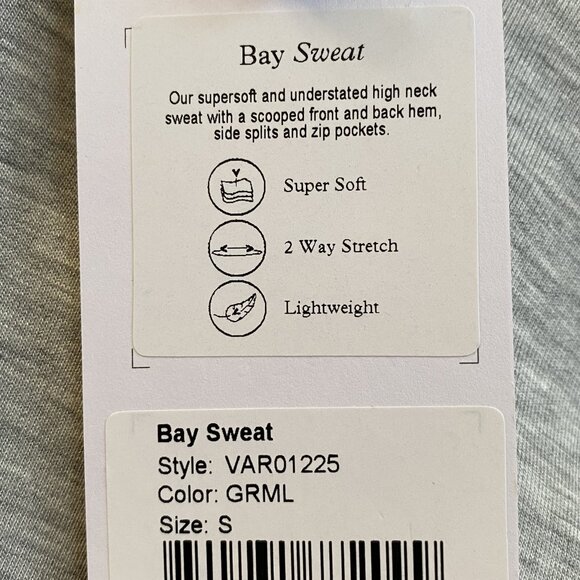 Bay Sweat
Our supersoft and understated high neck
sweat with a scooped front and back hem,
side splits and zip pockets.
Super Soft
2 Way Stretch
Lightweight
Bay Sweat
Style: VAR01225
Color: GRML
Size: S